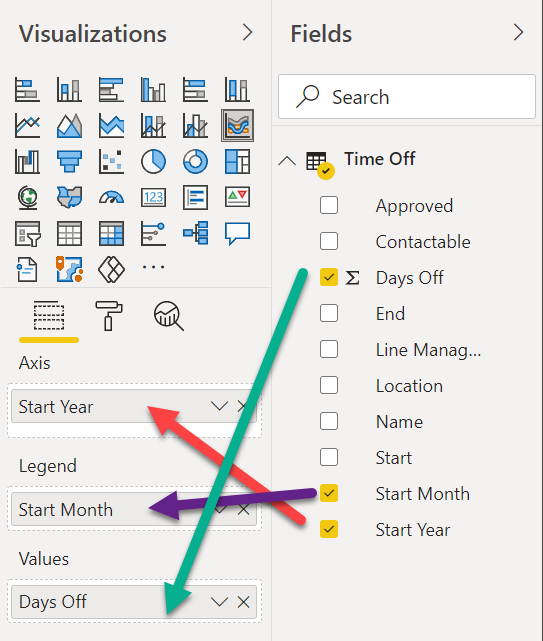 Visualizations
Fields
Search
123
Time Off
Approved
Contactable
Σ Days Off
End
Line Manag...
Location
Name
Start
Start Month
Start Year
Axis
Start Year
Legend
Start Month
Values
Days Off